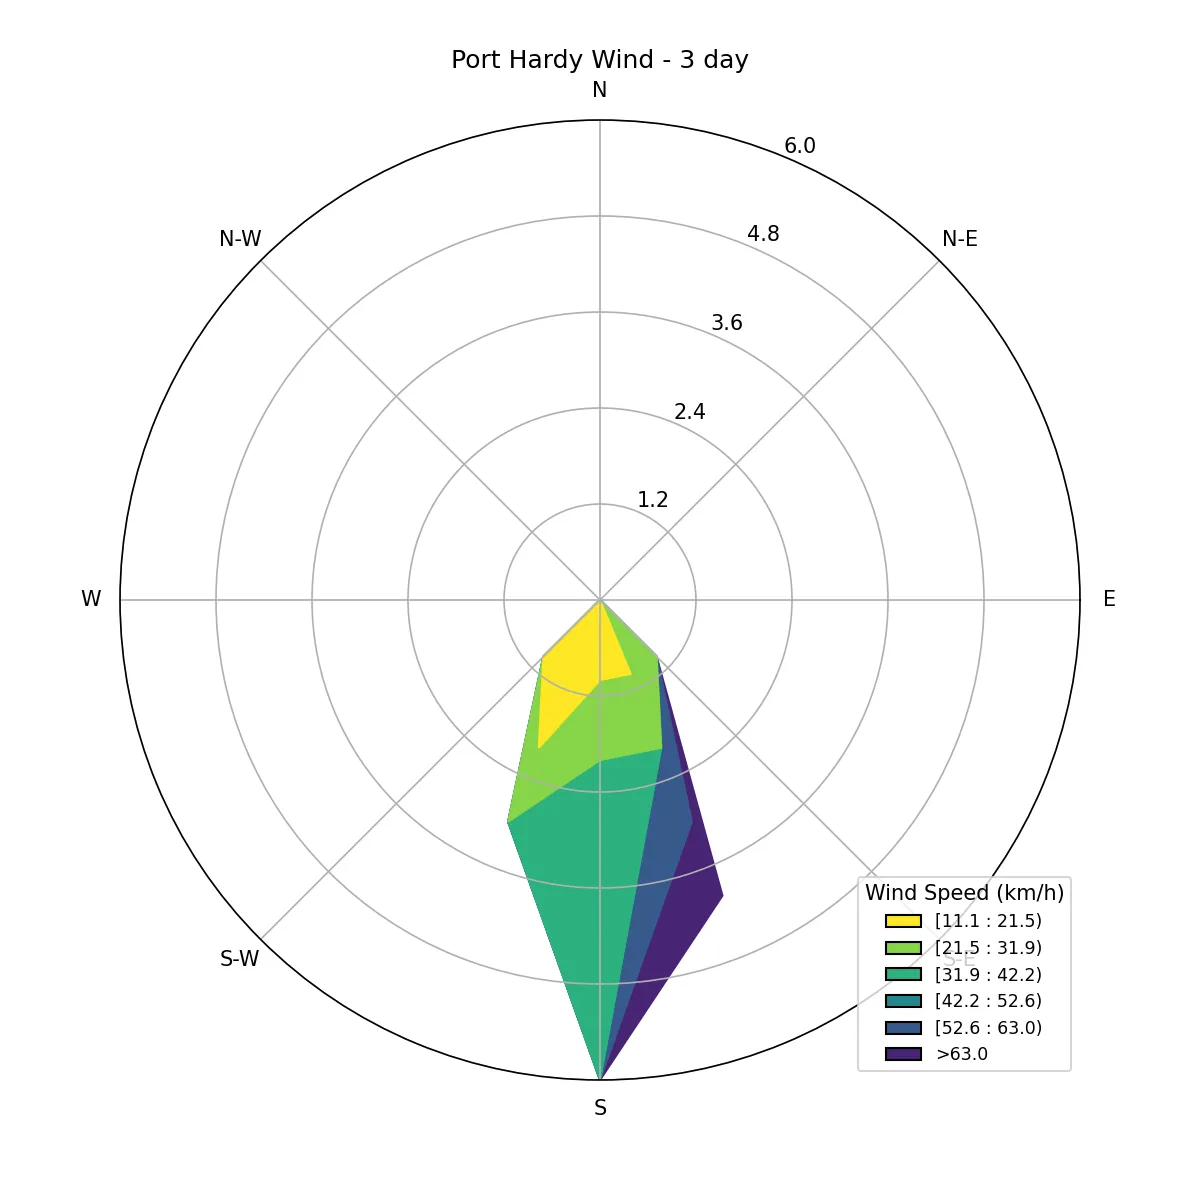 Port Hardy Wind - 3 day
N
6.0
N-W
N-E
4.8
3.6
2.4
1.2
W
E
Wind Speed (km/h)
[11.1 : 21.5)
[21.5 : 31.9)
S-W
S-E
[31.9 : 42.2)
[42.2 : 52.6)
[52.6 : 63.0)
>63.0
S